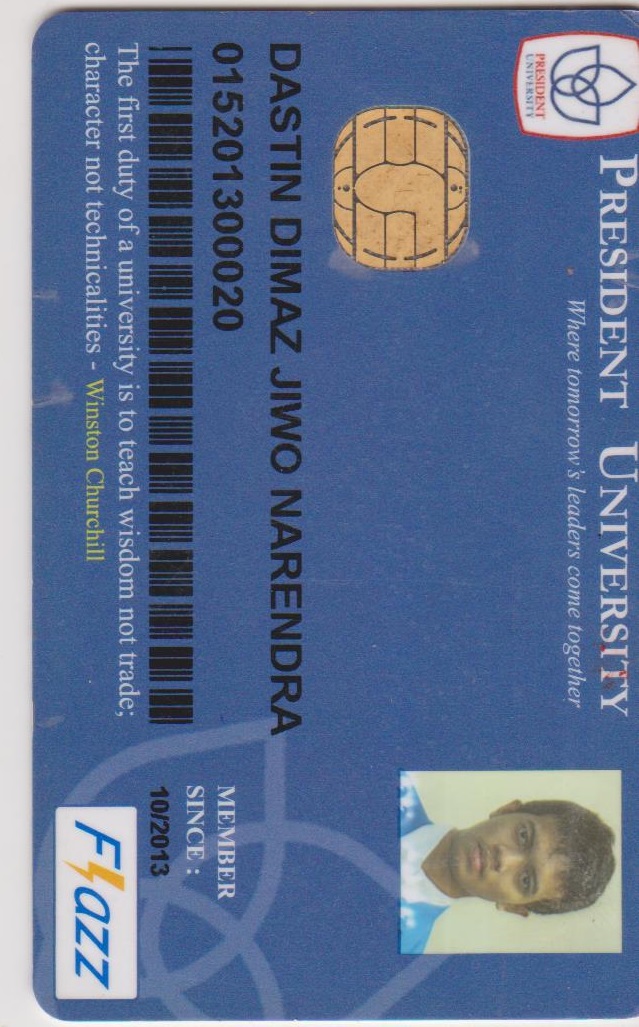 PRESIDENT UNIVERSITY
PRESIDENT UNIVERSITY
Where tomorrow's leaders come together
DASTIN DIMAZ JIWO NARENDRA
015201300020
The first duty of a university is to teach wisdom not trade;
character not technicalities - Winston Churchill
MEMBER
SINCE :
10/2013
Flazz